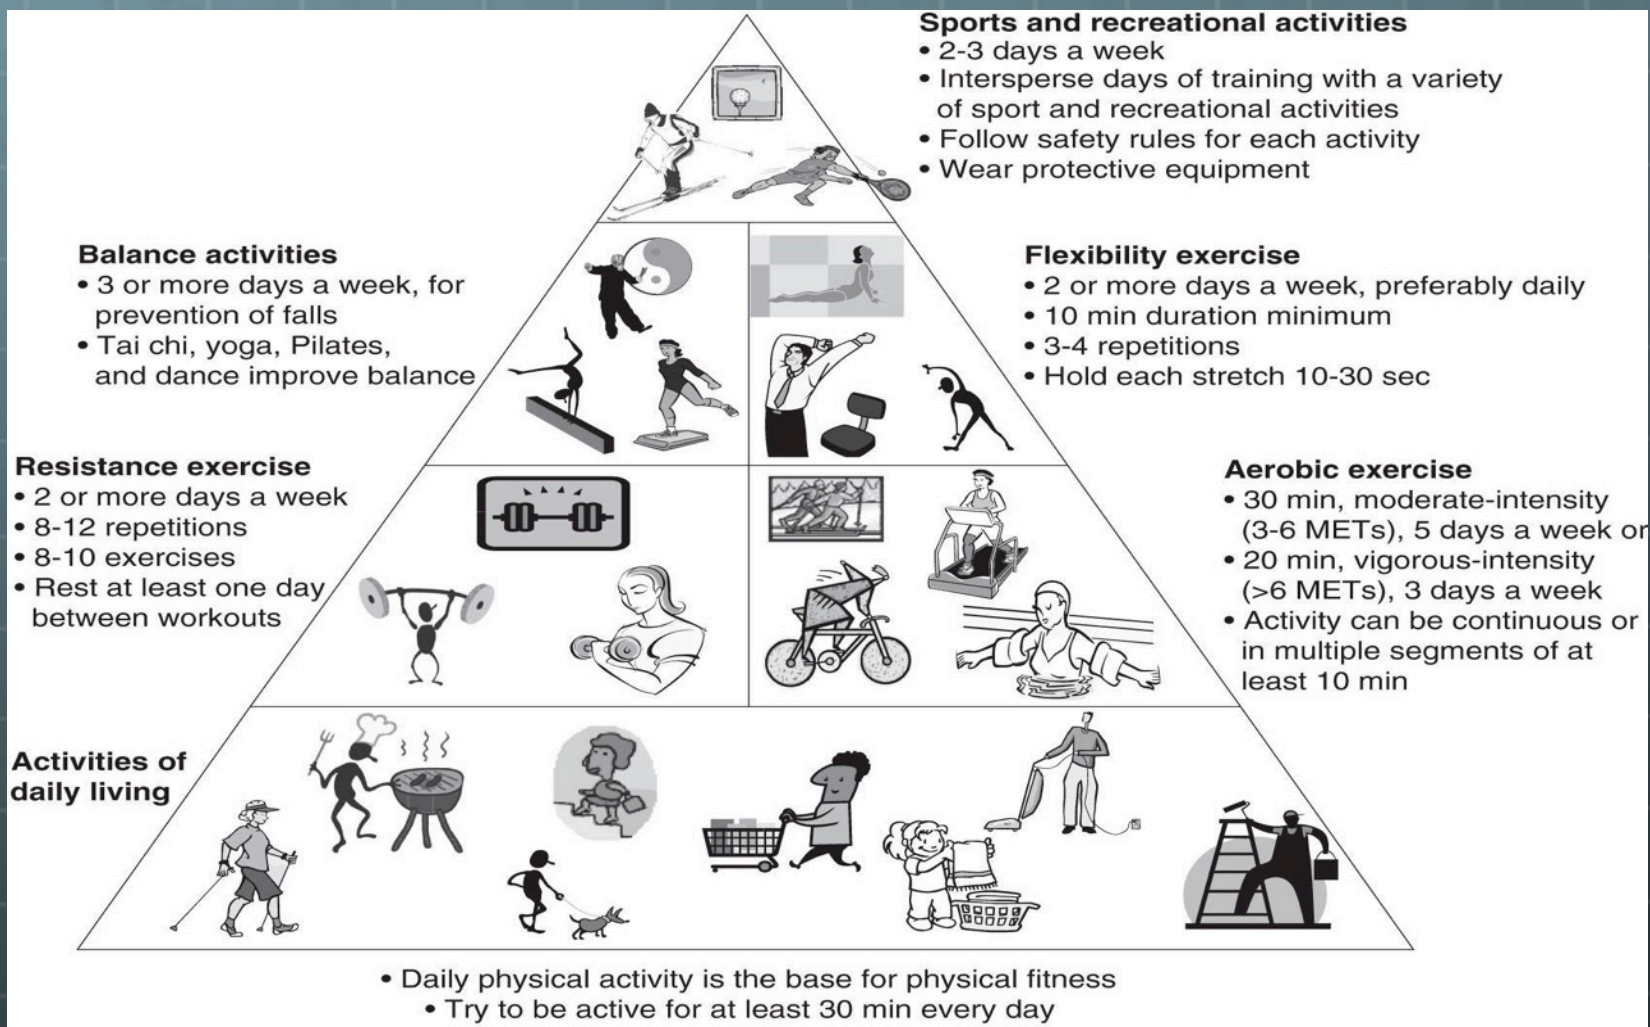 Sports and recreational activities
• 2-3 days a week
• Intersperse days of training with a variety
of sport and recreational activities
• Follow safety rules for each activity
• Wear protective equipment
Balance activities
• 3 or more days a week, for
prevention of falls
• Tai chi, yoga, Pilates,
and dance improve balance
Flexibility exercise
• 2 or more days a week, preferably daily
• 10 min duration minimum
• 3-4 repetitions
• Hold each stretch 10-30 sec
Resistance exercise
• 2 or more days a week
• 8-12 repetitions
• 8-10 exercises
• Rest at least one day
between workouts
Aerobic exercise
• 30 min, moderate-intensity
(3-6 METs), 5 days a week or
• 20 min, vigorous-intensity
(>6 METs), 3 days a week
• Activity can be continuous or
in multiple segments of at
least 10 min
Activities of
daily living
• Daily physical activity is the base for physical fitness
• Try to be active for at least 30 min every day